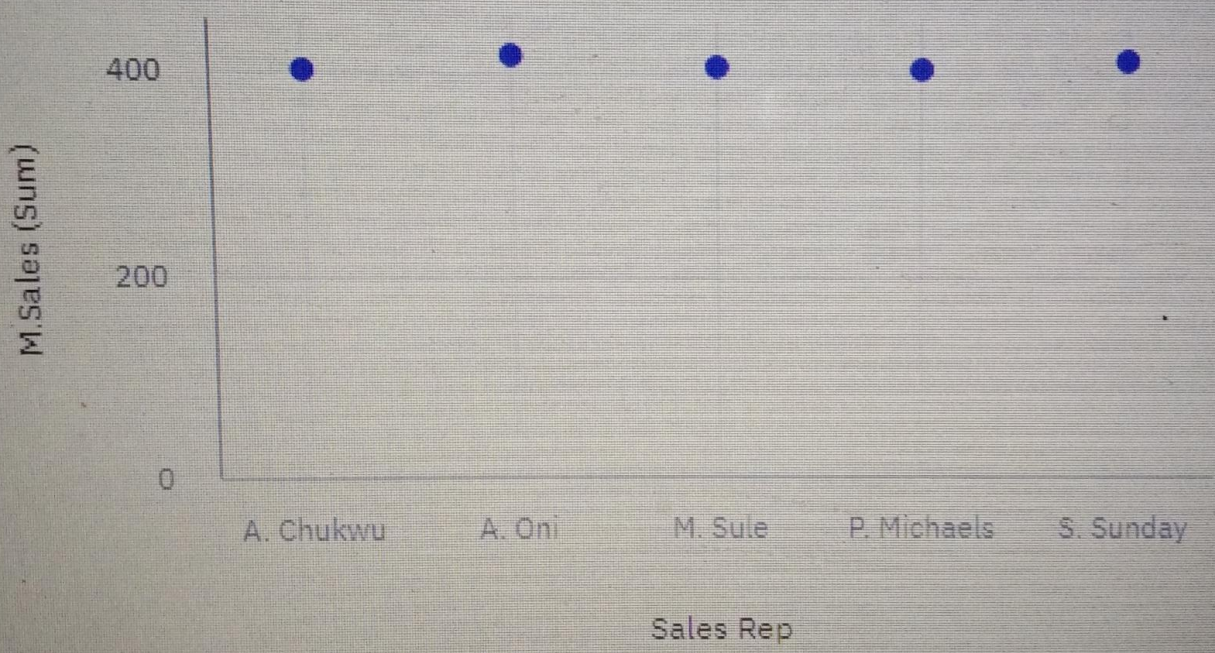 400
200
0
M.Sales (Sum)
A. Chukwu
A. Oni
M. Sule
P. Michaels
S. Sunday
Sales Rep